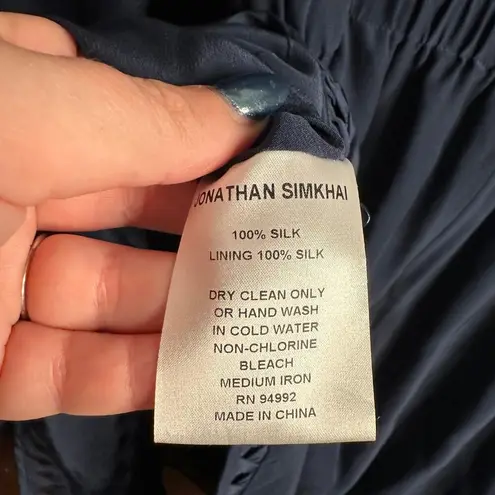 JONATHAN SIMKHAI
100% SILK
LINING 100% SILK
DRY CLEAN ONLY
OR HAND WASH
IN COLD WATER
NON-CHLORINE
BLEACH
MEDIUM IRON
RN 94992
MADE IN CHINA